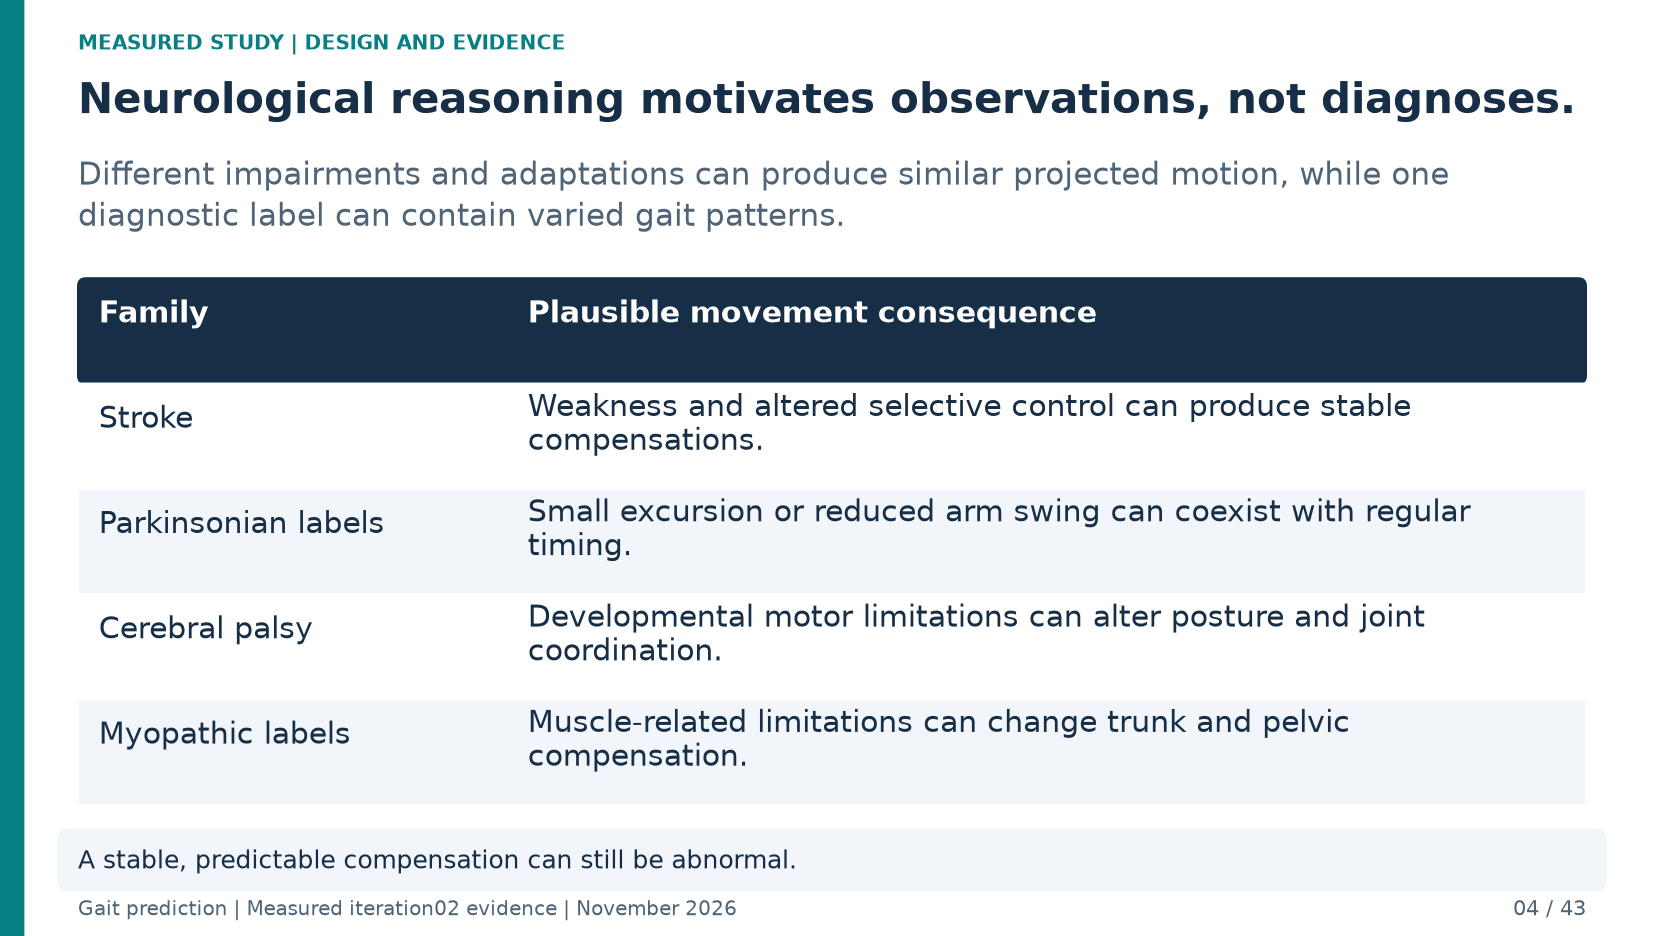 MEASURED STUDY | DESIGN AND EVIDENCE
Neurological reasoning motivates observations, not diagnoses.
Different impairments and adaptations can produce similar projected motion, while one
diagnostic label can contain varied gait patterns.
Family
Plausible movement consequence
Stroke
Weakness and altered selective control can produce stable
compensations.
Parkinsonian labels
Small excursion or reduced arm swing can coexist with regular
timing.
Cerebral palsy
Developmental motor limitations can alter posture and joint
coordination.
Myopathic labels
Muscle-related limitations can change trunk and pelvic
compensation.
A stable, predictable compensation can still be abnormal.
Gait prediction | Measured iteration02 evidence | November 2026
04 / 43